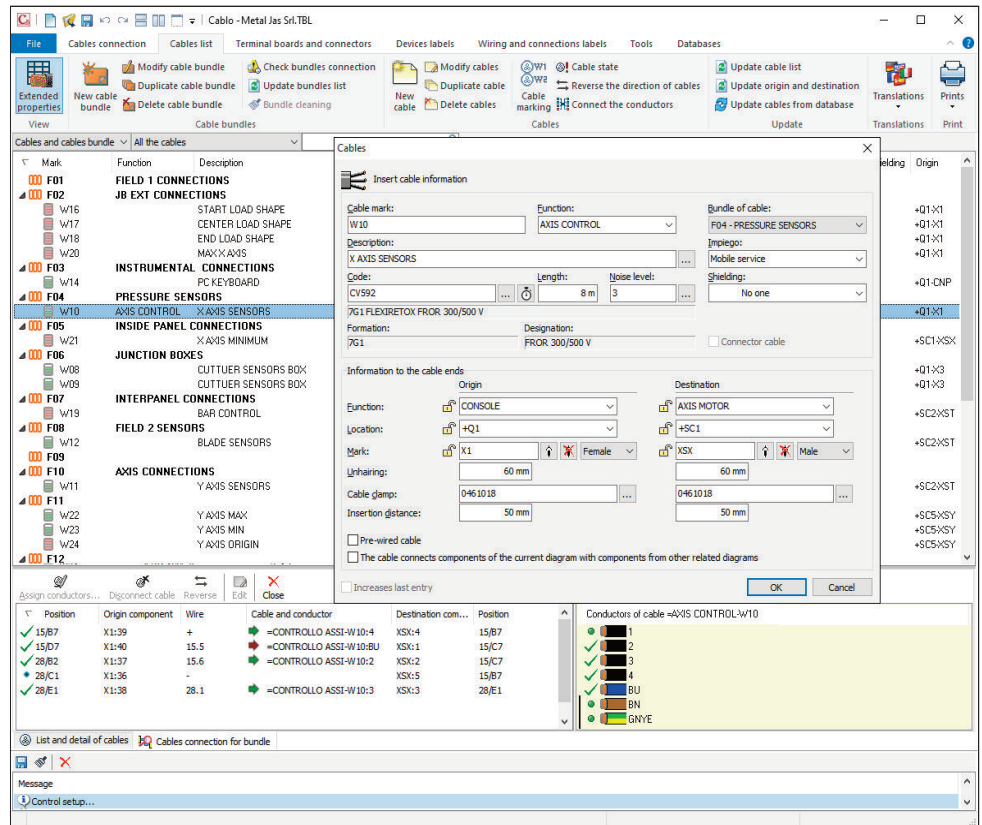 Cablo - Metal Jas Srl.TBL
File Cables connection Cables list Terminal boards and connectors Devices labels Wiring and connections labels Tools Databases
Extended properties
View
New cable bundle
Modify cable bundle
Duplicate cable bundle
Delete cable bundle
Check bundles connection
Update bundles list
Bundle cleaning
Cable bundles
New cable
Modify cables
Duplicate cable
Delete cables
W1
W2
Cable marking
Cable state
Reverse the direction of cables
Connect the conductors
Cables
Update cable list
Update origin and destination
Update cables from database
Update
Translations
Translations
Prints
Print
Cables and cables bundle All the cables
Mark Function Description ielding Origin
F01 FIELD 1 CONNECTIONS
F02 JB EXT CONNECTIONS
W16 START LOAD SHAPE +Q1-X1
W17 CENTER LOAD SHAPE +Q1-X1
W18 END LOAD SHAPE +Q1-X1
W20 MAX X AXIS +Q1-X1
F03 INSTRUMENTAL CONNECTIONS
W14 PC KEYBOARD +Q1-CNP
F04 PRESSURE SENSORS
W10 AXIS CONTROL X AXIS SENSORS +Q1-X1
F05 INSIDE PANEL CONNECTIONS
W21 X AXIS MINIMUM +SC1-XSX
F06 JUNCTION BOXES
W08 CUTTUER SENSORS BOX +Q1-X3
W09 CUTTUER SENSORS BOX +Q1-X3
F07 INTERPANEL CONNECTIONS
W19 BAR CONTROL +SC2-XST
F08 FIELD 2 SENSORS
W12 BLADE SENSORS +SC2-XST
F09
F10 AXIS CONNECTIONS
W11 Y AXIS SENSORS +SC2-XST
F11
W22 Y AXIS MAX +SC5-XSY
W23 Y AXIS MIN +SC5-XSY
W24 Y AXIS ORIGIN +SC5-XSY
F12
Cables
Insert cable information
Cable mark: Function: Bundle of cable:
W10 AXIS CONTROL F04 - PRESSURE SENSORS
Description: Impiego:
X AXIS SENSORS ... Mobile service
Code: Length: Noise level: Shielding:
CV592 ... 8 m 3 ... No one
7G1 FLEXIRETOX FROR 300/500 V
Formation: Designation:
7G1 FROR 300/500 V Connector cable
Information to the cable ends
Origin Destination
Function: CONSOLE AXIS MOTOR
Location: +Q1 +SC1
Mark: X1 Female XSX Male
Unhairing: 60 mm 60 mm
Cable clamp: 0461018 ... 0461018 ...
Insertion distance: 50 mm 50 mm
Pre-wired cable
The cable connects components of the current diagram with components from other related diagrams
Increases last entry OK Cancel
Assign conductors... Disconnect cable Reverse Edit Close
Position Origin component Wire Cable and conductor Destination com... Position
15/B7 X1:39 + =CONTROLLO ASSI-W10:4 XSX:4 15/B7
15/D7 X1:40 15.5 =CONTROLLO ASSI-W10:BU XSX:1 15/C7
28/B2 X1:37 15.6 =CONTROLLO ASSI-W10:2 XSX:2 15/C7
28/C1 X1:36 - XSX:5 15/B7
28/E1 X1:38 28.1 =CONTROLLO ASSI-W10:3 XSX:3 28/E1
Conductors of cable =AXIS CONTROL-W10
1
2
3
4
BU
BN
GNYE
List and detail of cables Cables connection for bundle
Message
Control setup...